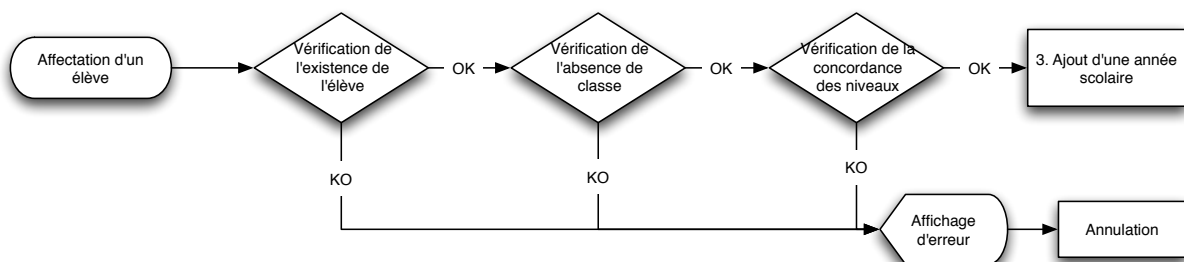 Affectation d'un
élève
Vérification de
l'existence de
l'élève
OK
Vérification de
l'absence de
classe
OK
Vérification de la
concordance
des niveaux
OK
3. Ajout d'une année
scolaire
KO
KO
KO
Affichage
d'erreur
Annulation